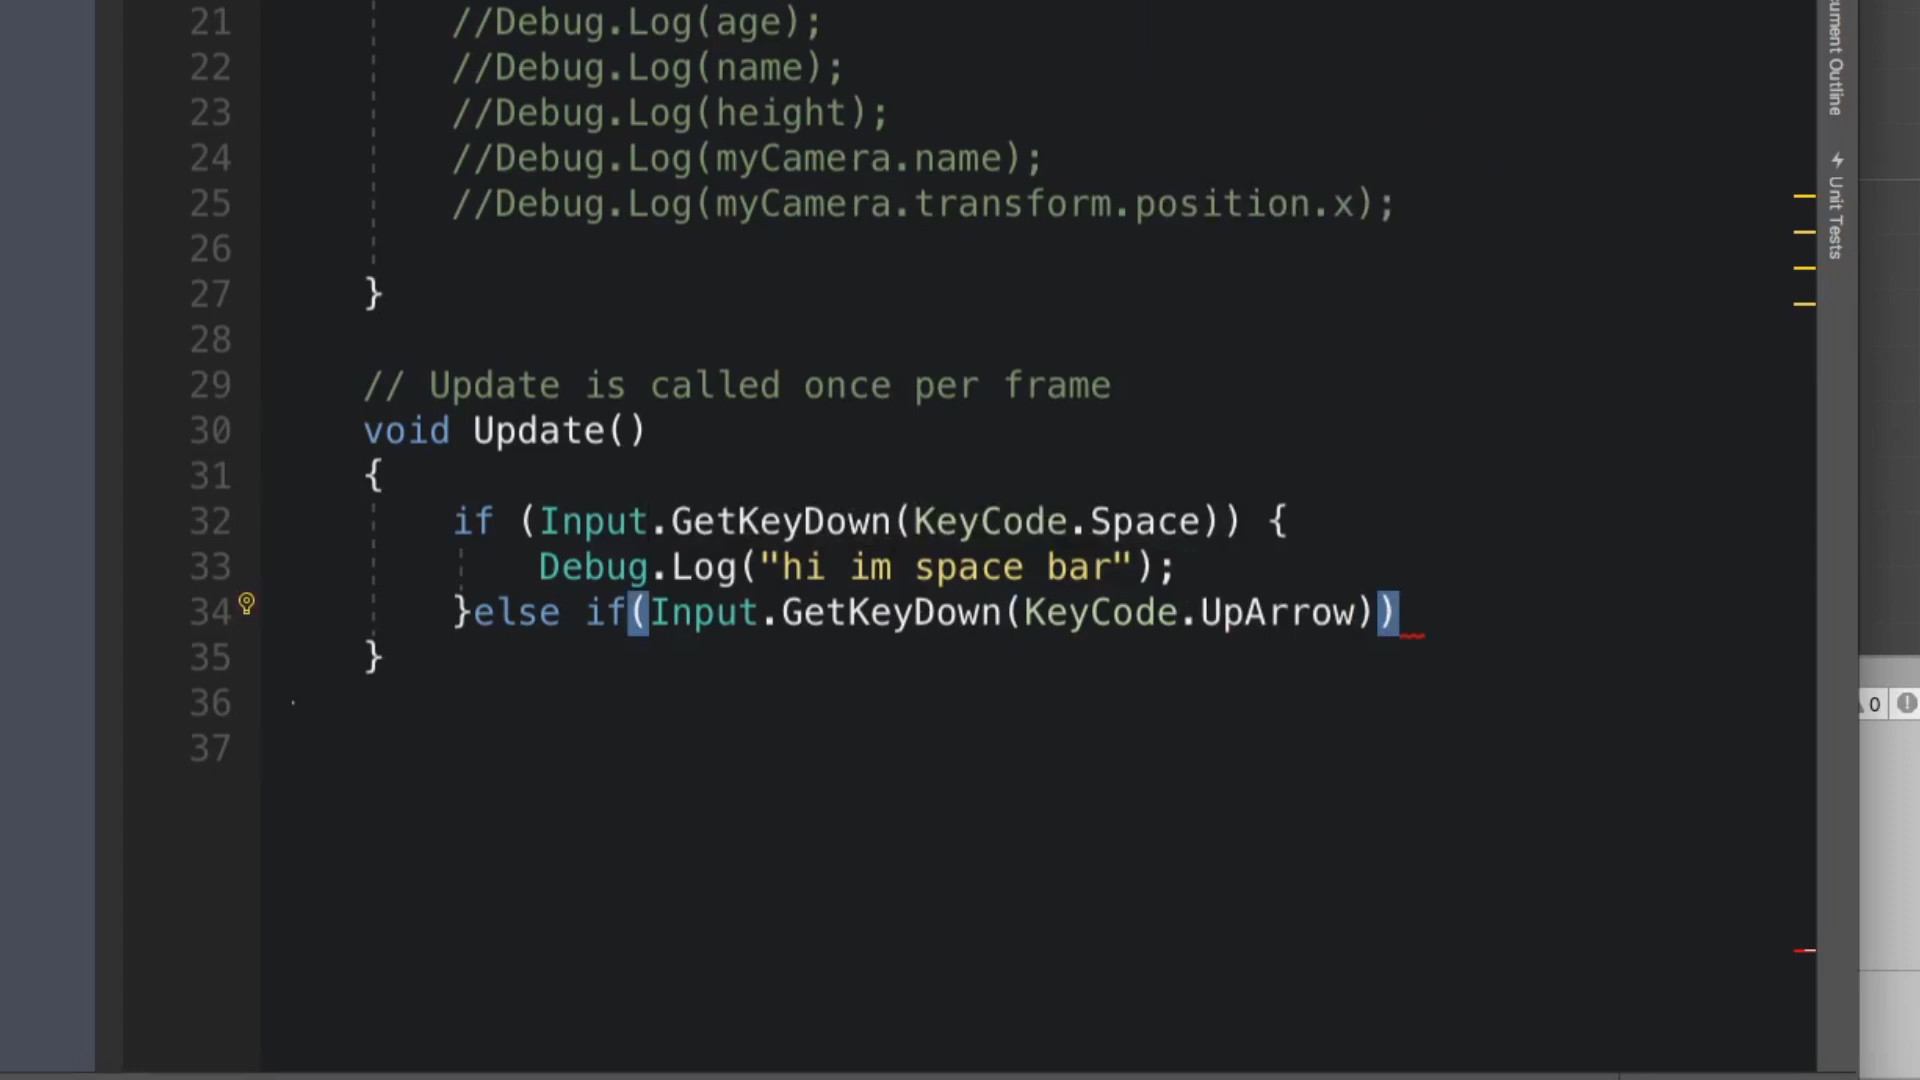 21 //Debug.Log(age);
22 //Debug.Log(name);
23 //Debug.Log(height);
24 //Debug.Log(myCamera.name);
25 //Debug.Log(myCamera.transform.position.x);
26
27 }
28
29 // Update is called once per frame
30 void Update()
31 {
32 if (Input.GetKeyDown(KeyCode.Space)) {
33 Debug.Log("hi im space bar");
34 }else if(Input.GetKeyDown(KeyCode.UpArrow))
35 }
36
37
Unit Tests
0